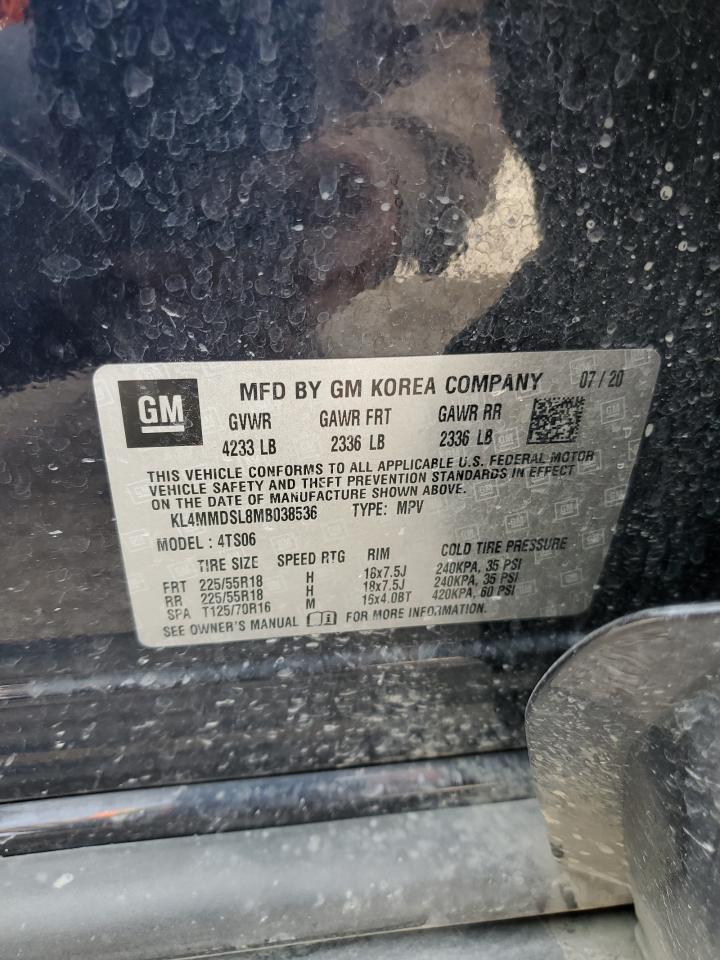 GM
MFD BY GM KOREA COMPANY 07/20
GVWR GAWR FRT GAWR RR
4233 LB 2336 LB 2336 LB
THIS VEHICLE CONFORMS TO ALL APPLICABLE U.S. FEDERAL MOTOR
VEHICLE SAFETY AND THEFT PREVENTION STANDARDS IN EFFECT
ON THE DATE OF MANUFACTURE SHOWN ABOVE.
KL4MMDSL8MB038536 TYPE: MPV
MODEL : 4TS06
TIRE SIZE SPEED RTG RIM COLD TIRE PRESSURE
FRT 225/55R18 H 18x7.5J 240KPA, 35 PSI
RR 225/55R18 H 18x7.5J 240KPA, 35 PSI
SPA T125/70R16 M 16x4.0BT 420KPA, 60 PSI
SEE OWNER'S MANUAL FOR MORE INFORMATION.